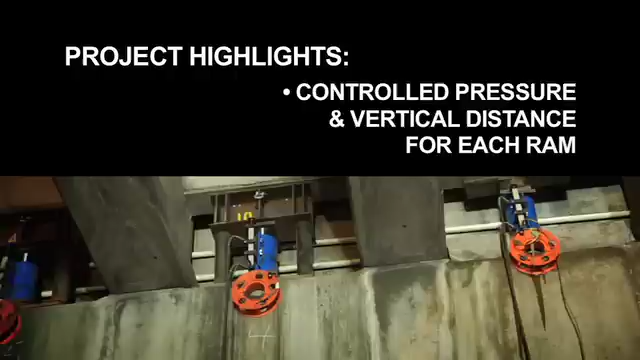 PROJECT HIGHLIGHTS:
• CONTROLLED PRESSURE
& VERTICAL DISTANCE
FOR EACH RAM